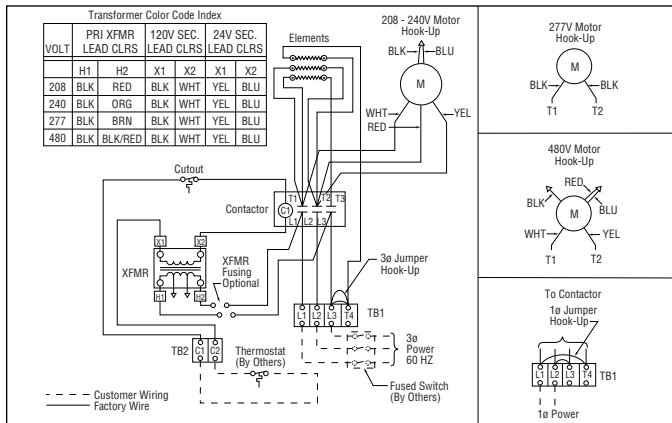 Transformer Color Code Index
VOLT PRI XFMR LEAD CLRS 120V SEC. LEAD CLRS 24V SEC. LEAD CLRS
H1 H2 X1 X2 X1 X2
208 BLK RED BLK WHT YEL BLU
240 BLK ORG BLK WHT YEL BLU
277 BLK BRN BLK WHT YEL BLU
480 BLK BLK/RED BLK WHT YEL BLU
Elements
208 - 240V Motor
Hook-Up
BLK BLU
M
WHT YEL
RED
Cutout
Contactor
C1
T1 T2 T3
L1 L2 L3
X1 X2
XFMR
H1 H2
XFMR
Fusing
Optional
3ø Jumper
Hook-Up
L1 L2 L3 T4
TB1
TB2 C1 C2
Thermostat
(By Others)
3ø
Power
60 HZ
Fused Switch
(By Others)
Customer Wiring
Factory Wire
277V Motor
Hook-Up
M
BLK BLK
T1 T2
480V Motor
Hook-Up
RED
BLK BLU
M
WHT YEL
T1 T2
To Contactor
1ø Jumper
Hook-Up
L1 L2 L3 T4
TB1
1ø Power